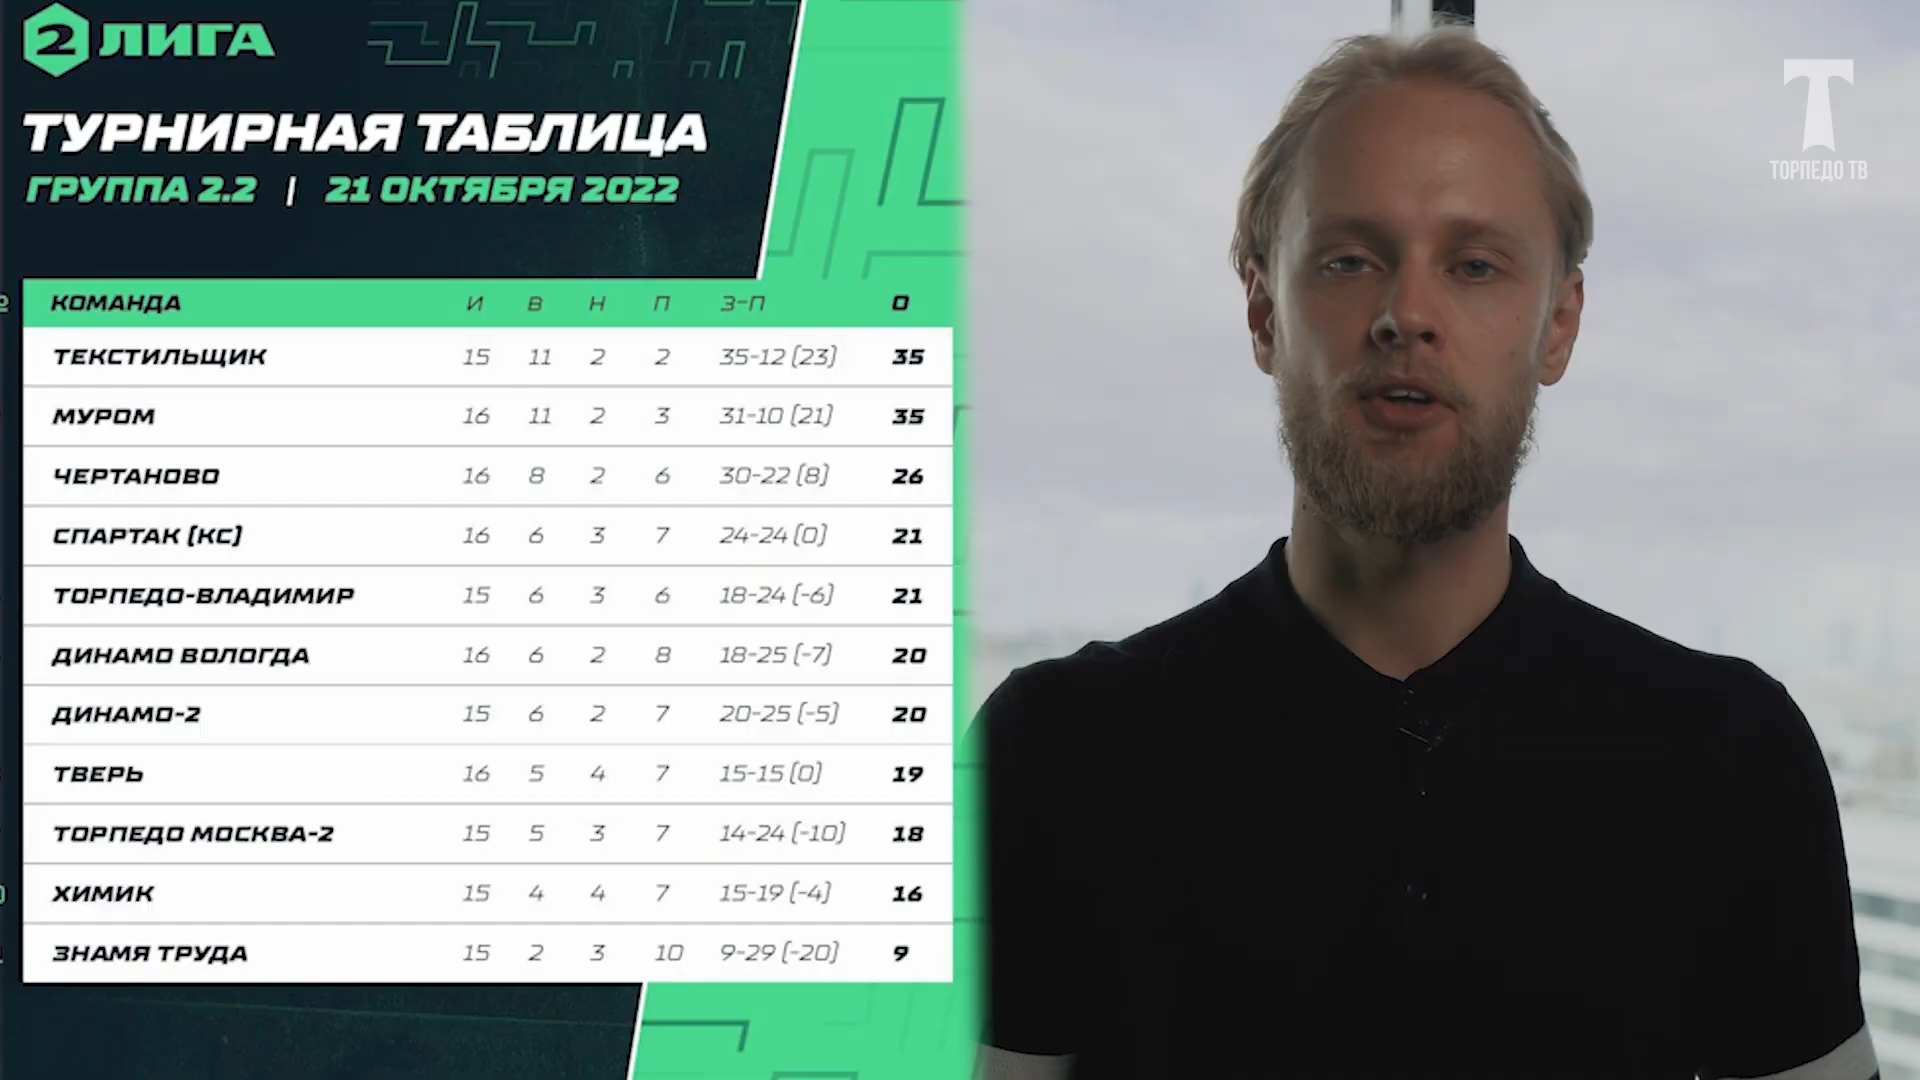 2 ЛИГА
ТУРНИРНАЯ ТАБЛИЦА
ГРУППА 2.2 | 21 ОКТЯБРЯ 2022
КОМАНДА И В Н П З-П О
ТЕКСТИЛЬЩИК 15 11 2 2 35-12 (23) 35
МУРОМ 16 11 2 3 31-10 (21) 35
ЧЕРТАНОВО 16 8 2 6 30-22 (8) 26
СПАРТАК (КС) 16 6 3 7 24-24 (0) 21
ТОРПЕДО-ВЛАДИМИР 15 6 3 6 18-24 (-6) 21
ДИНАМО ВОЛОГДА 16 6 2 8 18-25 (-7) 20
ДИНАМО-2 15 6 2 7 20-25 (-5) 20
ТВЕРЬ 16 5 4 7 15-15 (0) 19
ТОРПЕДО МОСКВА-2 15 5 3 7 14-24 (-10) 18
ХИМИК 15 4 4 7 15-19 (-4) 16
ЗНАМЯ ТРУДА 15 2 3 10 9-29 (-20) 9
Т
ТОРПЕДО ТВ